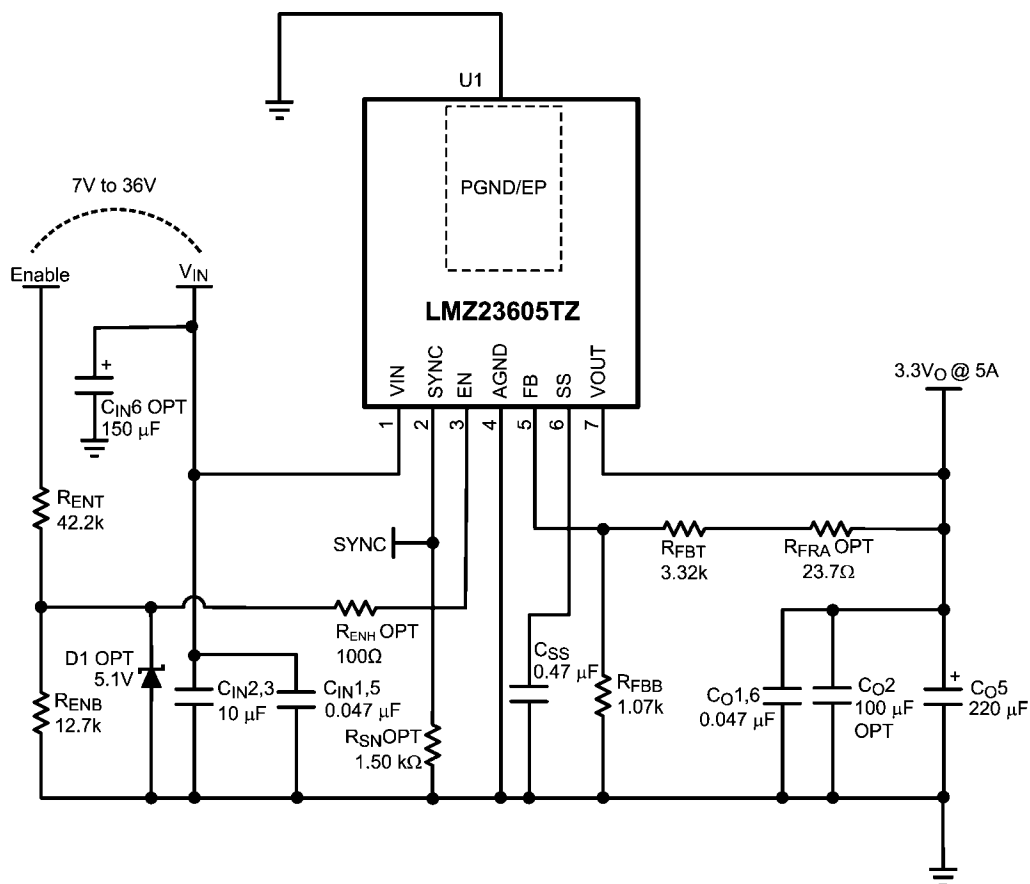 U1
PGND/EP
7V to 36V
Enable
VIN
LMZ23605TZ
VIN
SYNC
EN
AGND
FB
SS
VOUT
1
2
3
4
5
6
7
3.3VO @ 5A
+
CIN6 OPT
150 μF
RENT
42.2k
SYNC
RFBT
3.32k
RFRA OPT
23.7Ω
RENH OPT
100Ω
D1 OPT
5.1V
RENB
12.7k
CIN2,3
10 μF
CIN1,5
0.047 μF
RSNOPT
1.50 kΩ
CSS
0.47 μF
RFBB
1.07k
CO1,6
0.047 μF
CO2
100 μF
OPT
+
CO5
220 μF